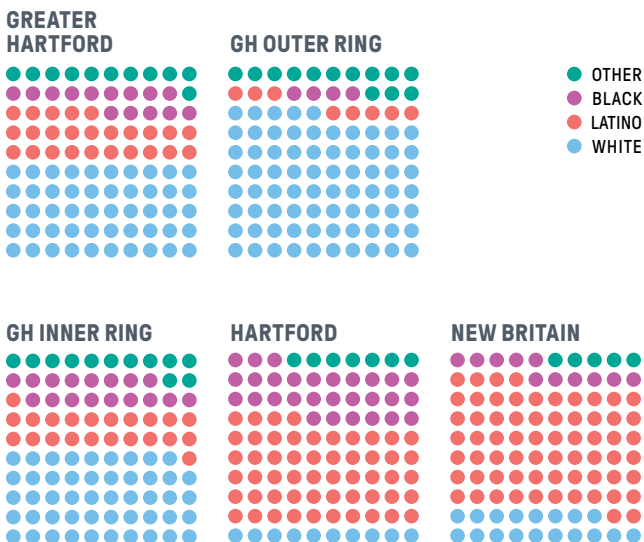 GREATER
HARTFORD
GH OUTER RING
OTHER
BLACK
LATINO
WHITE
GH INNER RING
HARTFORD
NEW BRITAIN